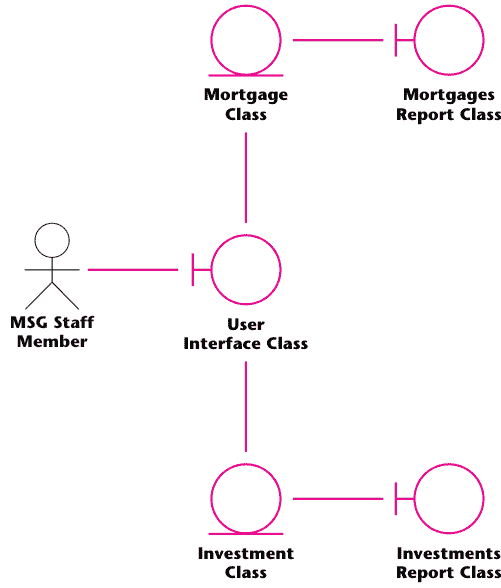 Mortgage
Class
Mortgages
Report Class
MSG Staff
Member
User
Interface Class
Investment
Class
Investments
Report Class